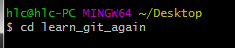 hlc@hlc-PC MINGW64 ~/Desktop
$ cd learn_git_again